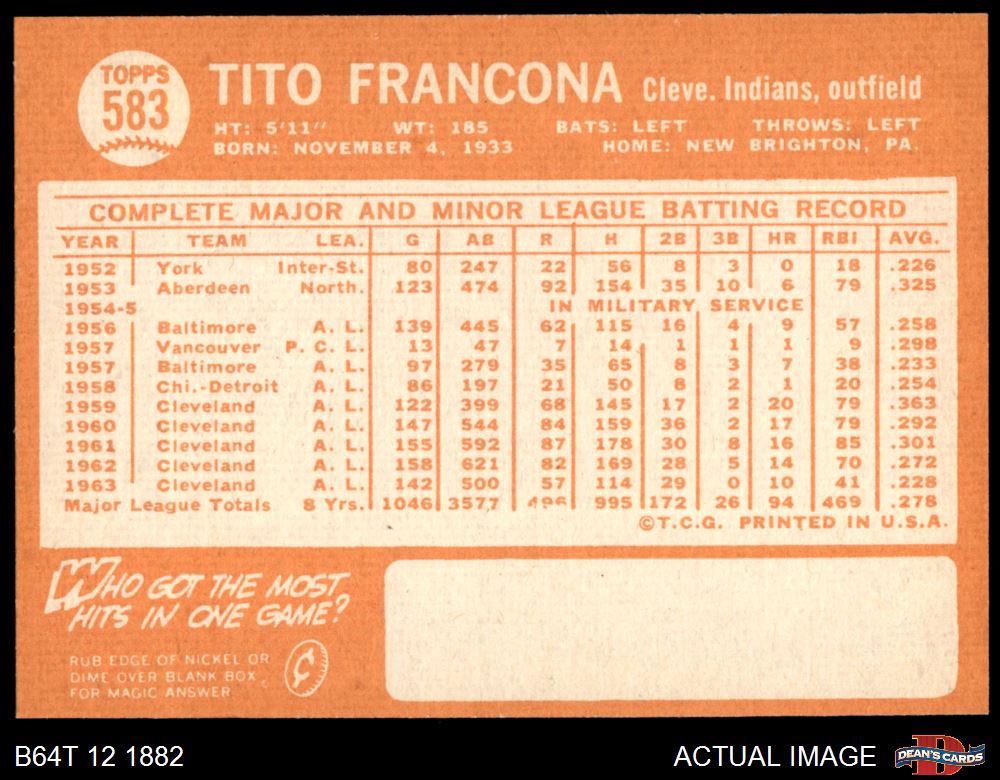 TOPPS
583
TITO FRANCONA Cleve. Indians, outfield
HT: 5'11" WT: 185 BATS: LEFT THROWS: LEFT
BORN: NOVEMBER 4, 1933 HOME: NEW BRIGHTON, PA.
COMPLETE MAJOR AND MINOR LEAGUE BATTING RECORD
YEAR TEAM LEA. G AB R H 2B 3B HR RBI AVG.
1952 York Inter-St. 80 247 22 56 8 3 0 18 .226
1953 Aberdeen North. 123 474 92 154 35 10 6 79 .325
1954-5 IN MILITARY SERVICE
1956 Baltimore A. L. 139 445 62 115 16 4 9 57 .258
1957 Vancouver P. C. L. 13 47 7 14 1 1 1 9 .298
1957 Baltimore A. L. 97 279 35 65 8 3 7 38 .233
1958 Chi.-Detroit A. L. 86 197 21 50 8 2 1 20 .254
1959 Cleveland A. L. 122 399 68 145 17 2 20 79 .363
1960 Cleveland A. L. 147 544 84 159 36 2 17 79 .292
1961 Cleveland A. L. 155 592 87 178 30 8 16 85 .301
1962 Cleveland A. L. 158 621 82 169 28 5 14 70 .272
1963 Cleveland A. L. 142 500 57 114 29 0 10 41 .228
Major League Totals 8 Yrs. 1046 3577 496 995 172 26 94 469 .278
©T.C.G. PRINTED IN U.S.A.
WHO GOT THE MOST
HITS IN ONE GAME?
RUB EDGE OF NICKEL OR
DIME OVER BLANK BOX
FOR MAGIC ANSWER
¢
B64T 12 1882 ACTUAL IMAGE DEAN'S CARDS